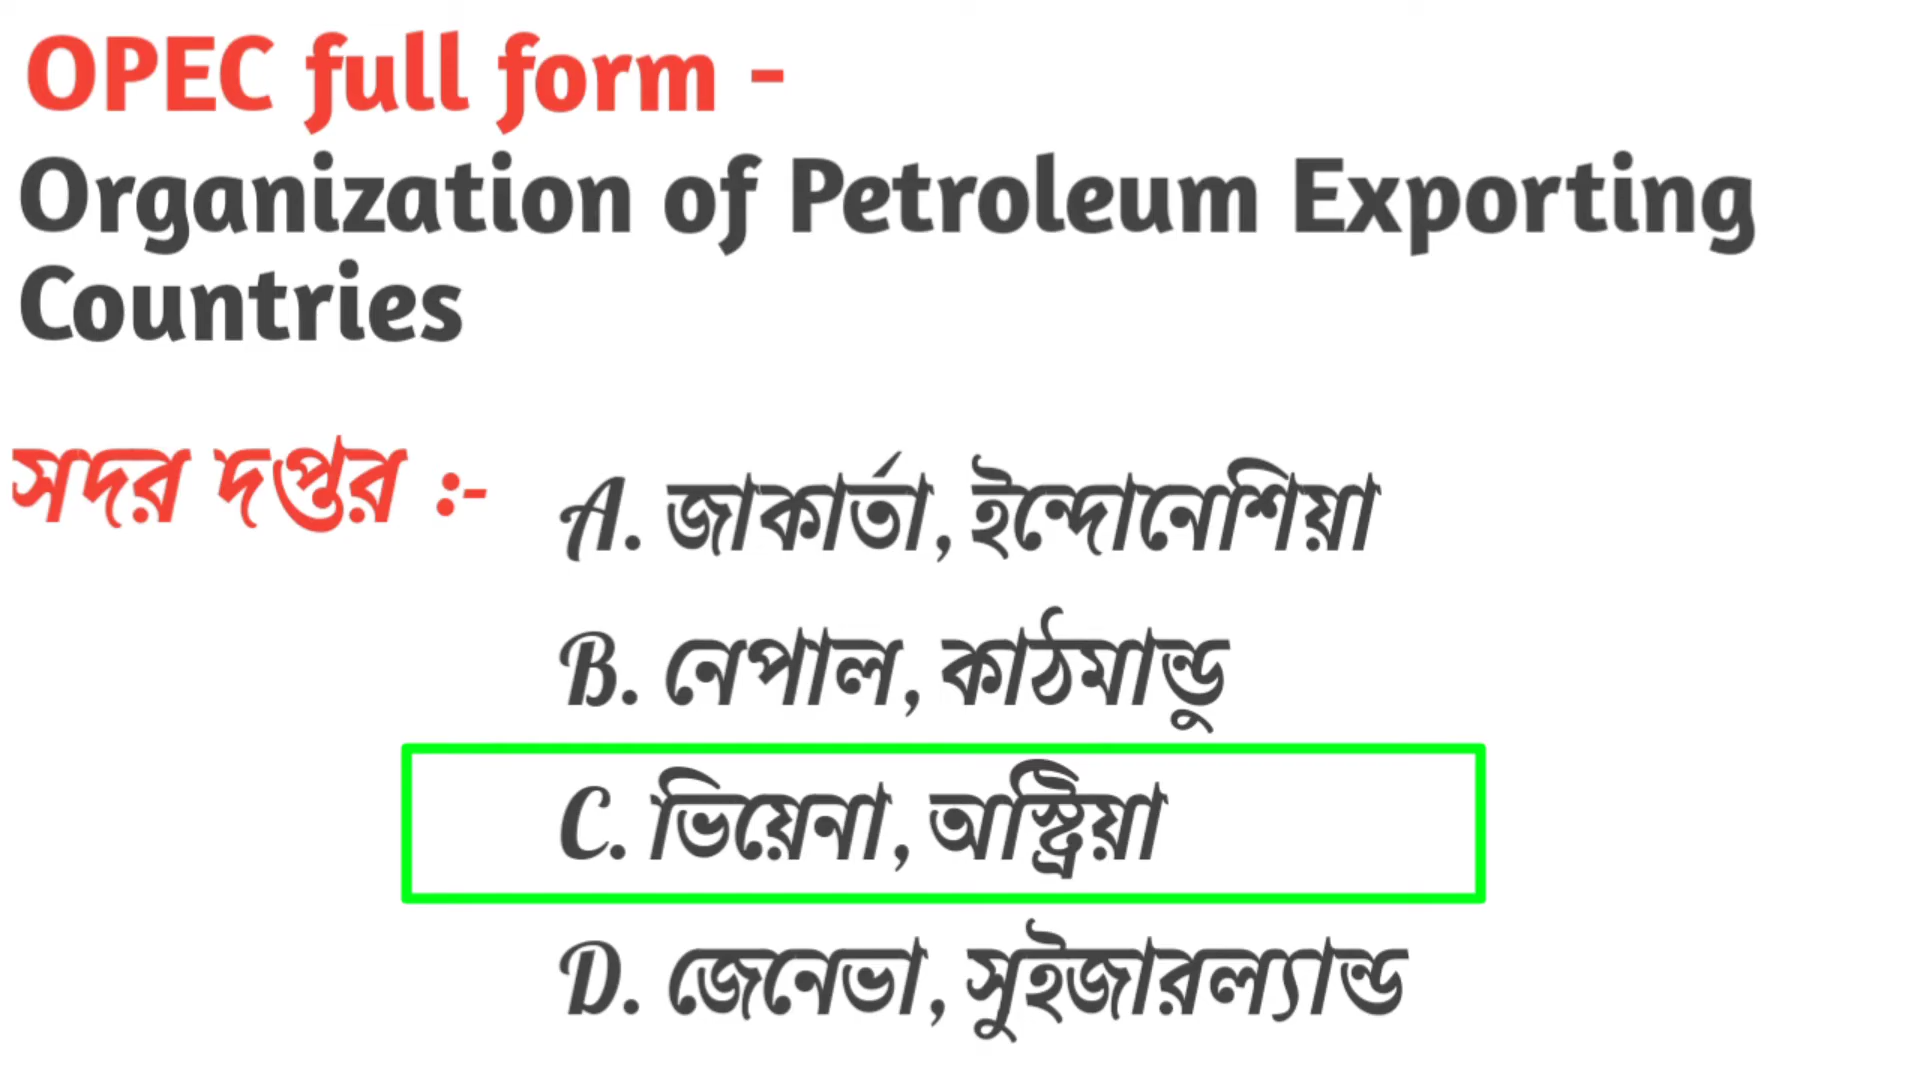 OPEC full form -
Organization of Petroleum Exporting
Countries
সদর দপ্তর :-
A. জাকার্তা, ইন্দোনেশিয়া
B. নেপাল, কাঠমান্ডু
C. ভিয়েনা, অস্ট্রিয়া
D. জেনেভা, সুইজারল্যান্ড